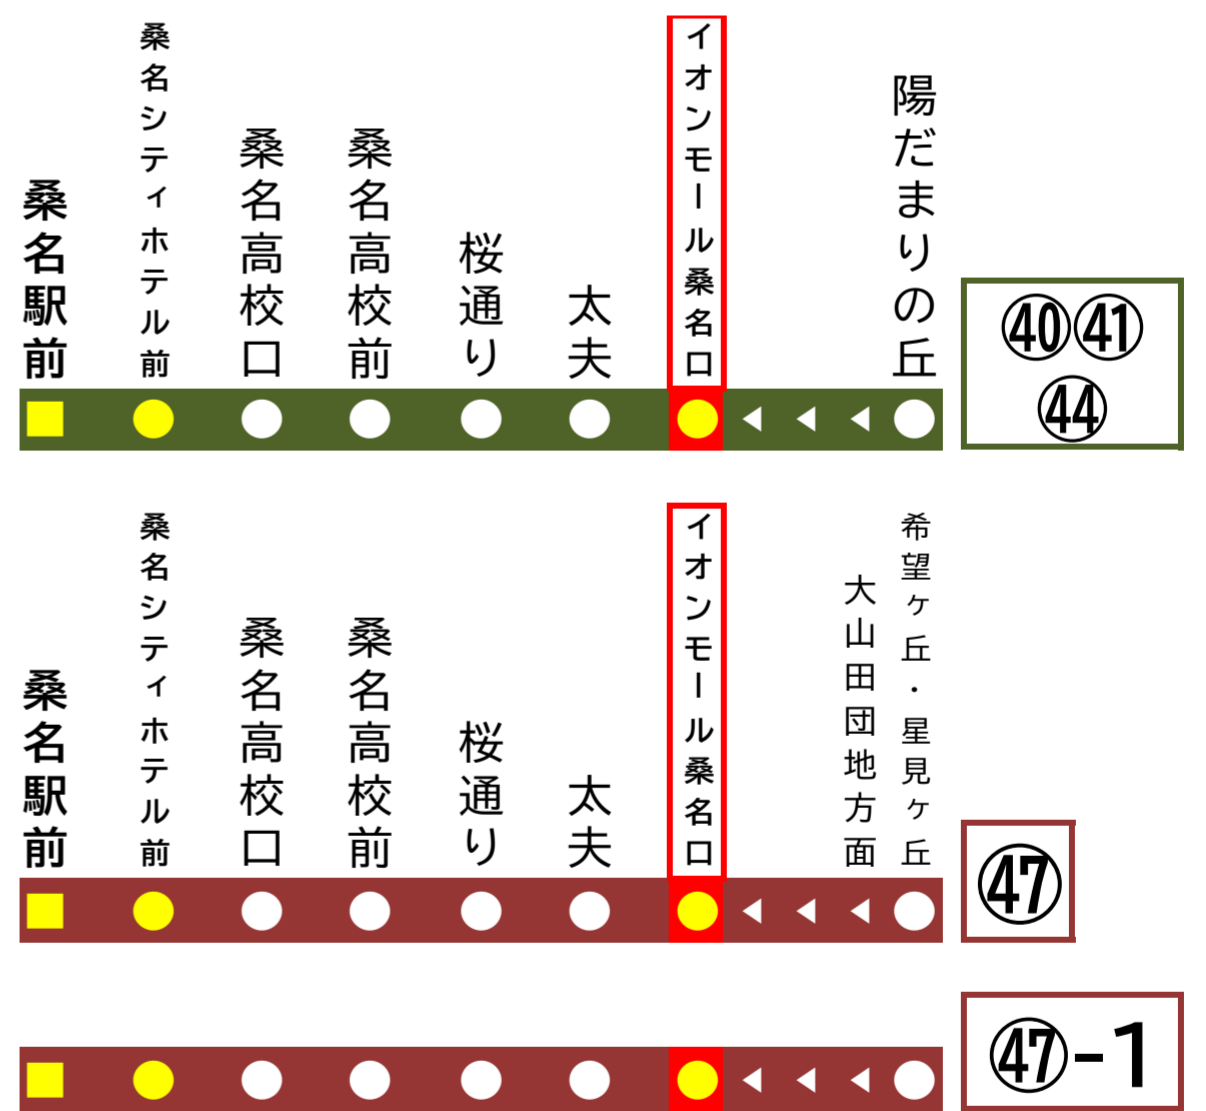 桑名駅前
桑名シティホテル前
桑名高校口
桑名高校前
桜通り
太夫
イオンモール桑名口
陽だまりの丘
㊵㊶
㊹
桑名駅前
桑名シティホテル前
桑名高校口
桑名高校前
桜通り
太夫
イオンモール桑名口
大山田団地方面
希望ヶ丘・星見ヶ丘
㊼
㊼-1